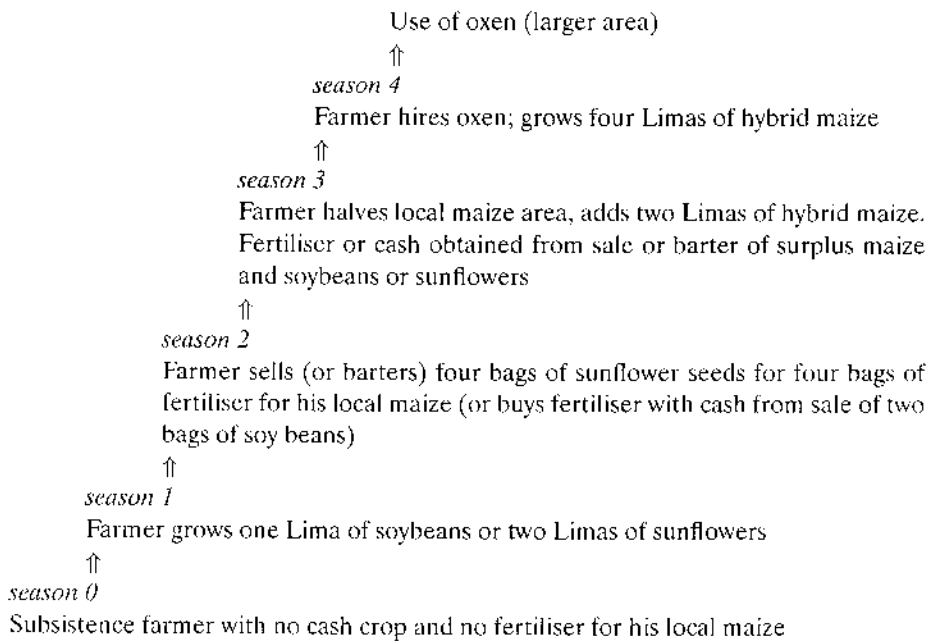 Use of oxen (larger area)
⇑
season 4
Farmer hires oxen; grows four Limas of hybrid maize
⇑
season 3
Farmer halves local maize area, adds two Limas of hybrid maize.
Fertiliser or cash obtained from sale or barter of surplus maize
and soybeans or sunflowers
⇑
season 2
Farmer sells (or barters) four bags of sunflower seeds for four bags of
fertiliser for his local maize (or buys fertiliser with cash from sale of two
bags of soy beans)
⇑
season 1
Farmer grows one Lima of soybeans or two Limas of sunflowers
⇑
season 0
Subsistence farmer with no cash crop and no fertiliser for his local maize